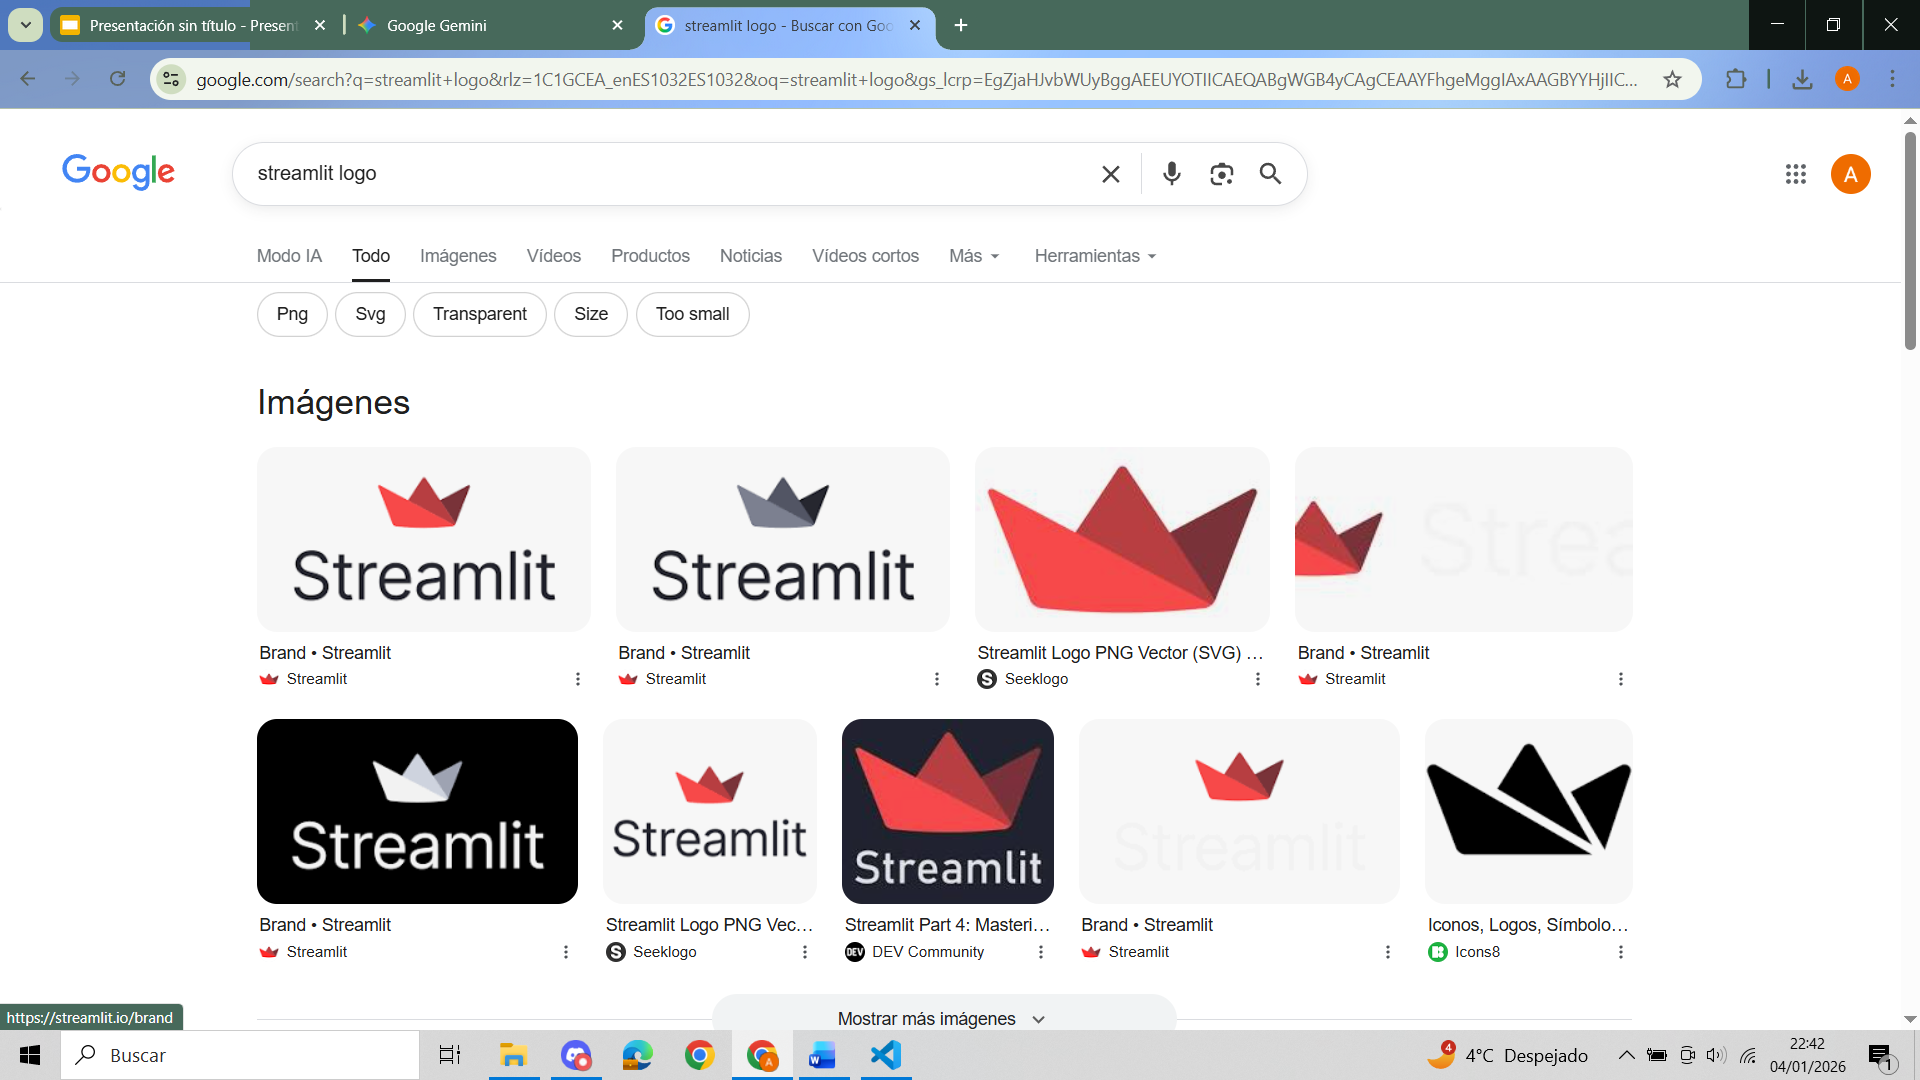 Presentación sin título - Present
Google Gemini
streamlit logo - Buscar con Goo
google.com/search?q=streamlit+logo&rlz=1C1GCEA_enES1032ES1032&oq=streamlit+logo&gs_lcrp=EgZjaHJvbWUyBggAEEUYOTIICAEQABgWGB4yCAgCEAAYFhgeMggIAxAAGBYYHjIIC...
A
Google
streamlit logo
A
Modo IA
Todo
Imágenes
Vídeos
Productos
Noticias
Vídeos cortos
Más
Herramientas
Png
Svg
Transparent
Size
Too small
Imágenes
Streamlit
Streamlit
Strea
Brand • Streamlit
Streamlit
Brand • Streamlit
Streamlit
Streamlit Logo PNG Vector (SVG) ...
S
Seeklogo
Brand • Streamlit
Streamlit
Streamlit
Streamlit
Streamlit
Streamlit
Brand • Streamlit
Streamlit
Streamlit Logo PNG Vec...
S
Seeklogo
Streamlit Part 4: Masteri...
DEV
DEV Community
Brand • Streamlit
Streamlit
Iconos, Logos, Símbolo...
Icons8
Mostrar más imágenes
https://streamlit.io/brand
Buscar
A
W
4
4°C Despejado
22:42
04/01/2026
1